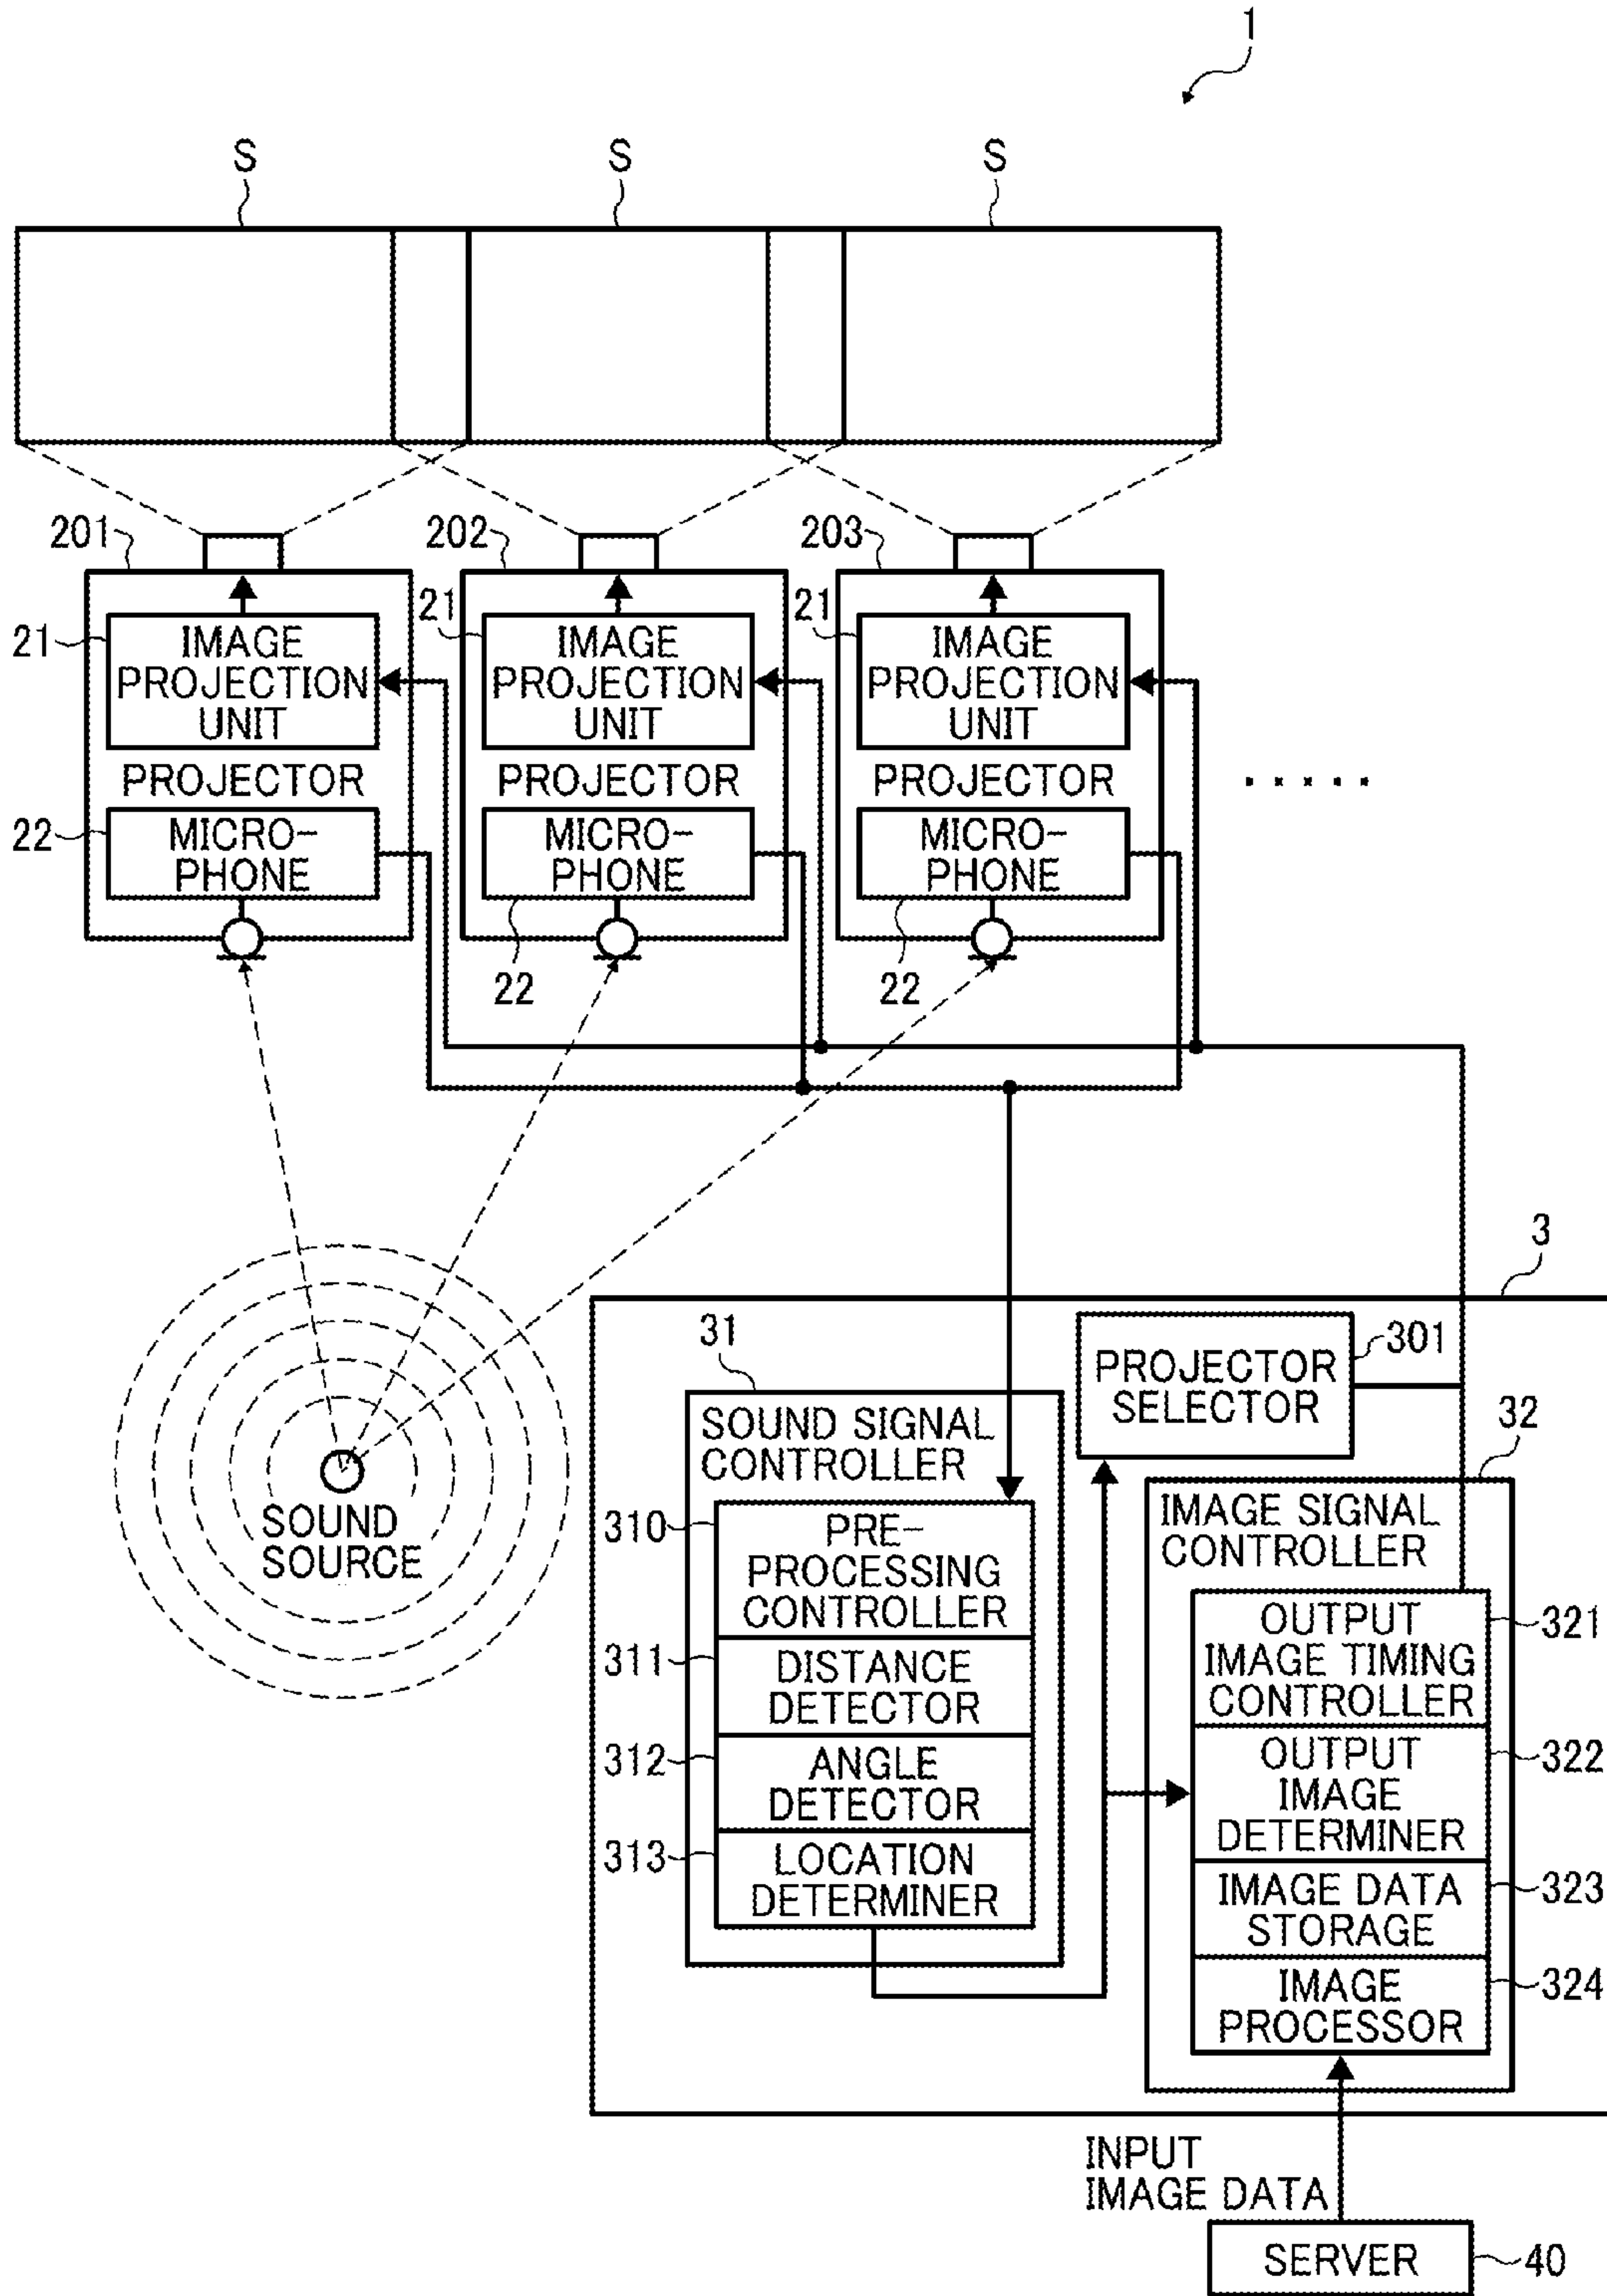 1
S S S
201 202 203
21 21 21
IMAGE
PROJECTION
UNIT
IMAGE
PROJECTION
UNIT
IMAGE
PROJECTION
UNIT
PROJECTOR PROJECTOR PROJECTOR
.....
22
MICRO-
PHONE
MICRO-
PHONE
MICRO-
PHONE
22 22
SOUND
SOURCE
3
31
SOUND SIGNAL
CONTROLLER
310
PRE-
PROCESSING
CONTROLLER
311
DISTANCE
DETECTOR
312
ANGLE
DETECTOR
313
LOCATION
DETERMINER
PROJECTOR
SELECTOR
301
32
IMAGE SIGNAL
CONTROLLER
OUTPUT
IMAGE TIMING
CONTROLLER
321
OUTPUT
IMAGE
DETERMINER
322
IMAGE DATA
STORAGE
323
IMAGE
PROCESSOR
324
INPUT
IMAGE DATA
SERVER
40